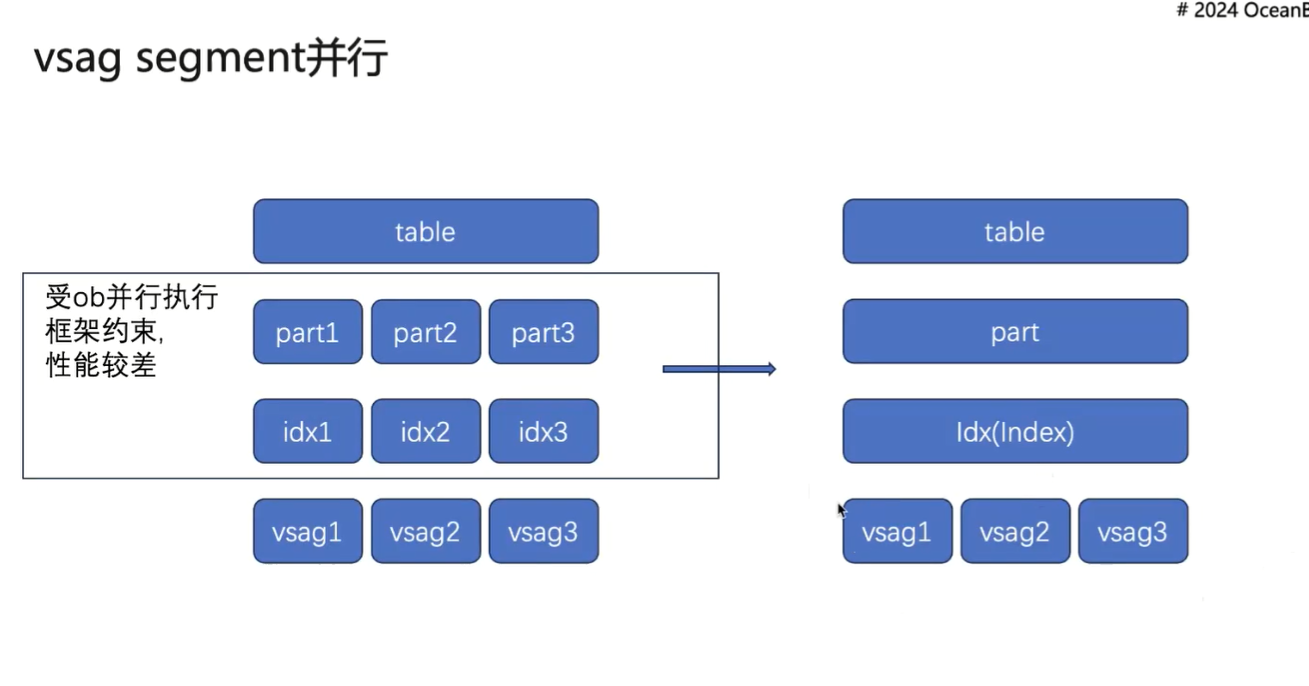 # 2024 OceanB
vsag segment并行
table
受ob并行执行
框架约束,
性能较差
part1 part2 part3
idx1 idx2 idx3
vsag1 vsag2 vsag3
table
part
Idx(Index)
vsag1 vsag2 vsag3